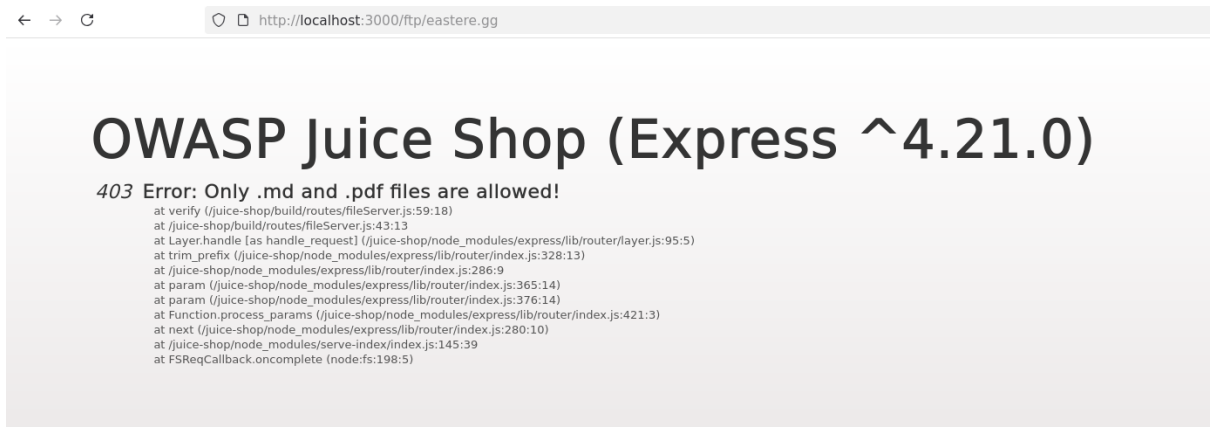 http://localhost:3000/ftp/eastere.gg
OWASP Juice Shop (Express ^4.21.0)
403 Error: Only .md and .pdf files are allowed!
at verify (/juice-shop/build/routes/fileServer.js:59:18)
at /juice-shop/build/routes/fileServer.js:43:13
at Layer.handle [as handle_request] (/juice-shop/node_modules/express/lib/router/layer.js:95:5)
at trim_prefix (/juice-shop/node_modules/express/lib/router/index.js:328:13)
at /juice-shop/node_modules/express/lib/router/index.js:286:9
at param (/juice-shop/node_modules/express/lib/router/index.js:365:14)
at param (/juice-shop/node_modules/express/lib/router/index.js:376:14)
at Function.process_params (/juice-shop/node_modules/express/lib/router/index.js:421:3)
at next (/juice-shop/node_modules/express/lib/router/index.js:280:10)
at /juice-shop/node_modules/serve-index/index.js:145:39
at FSReqCallback.oncomplete (node:fs:198:5)